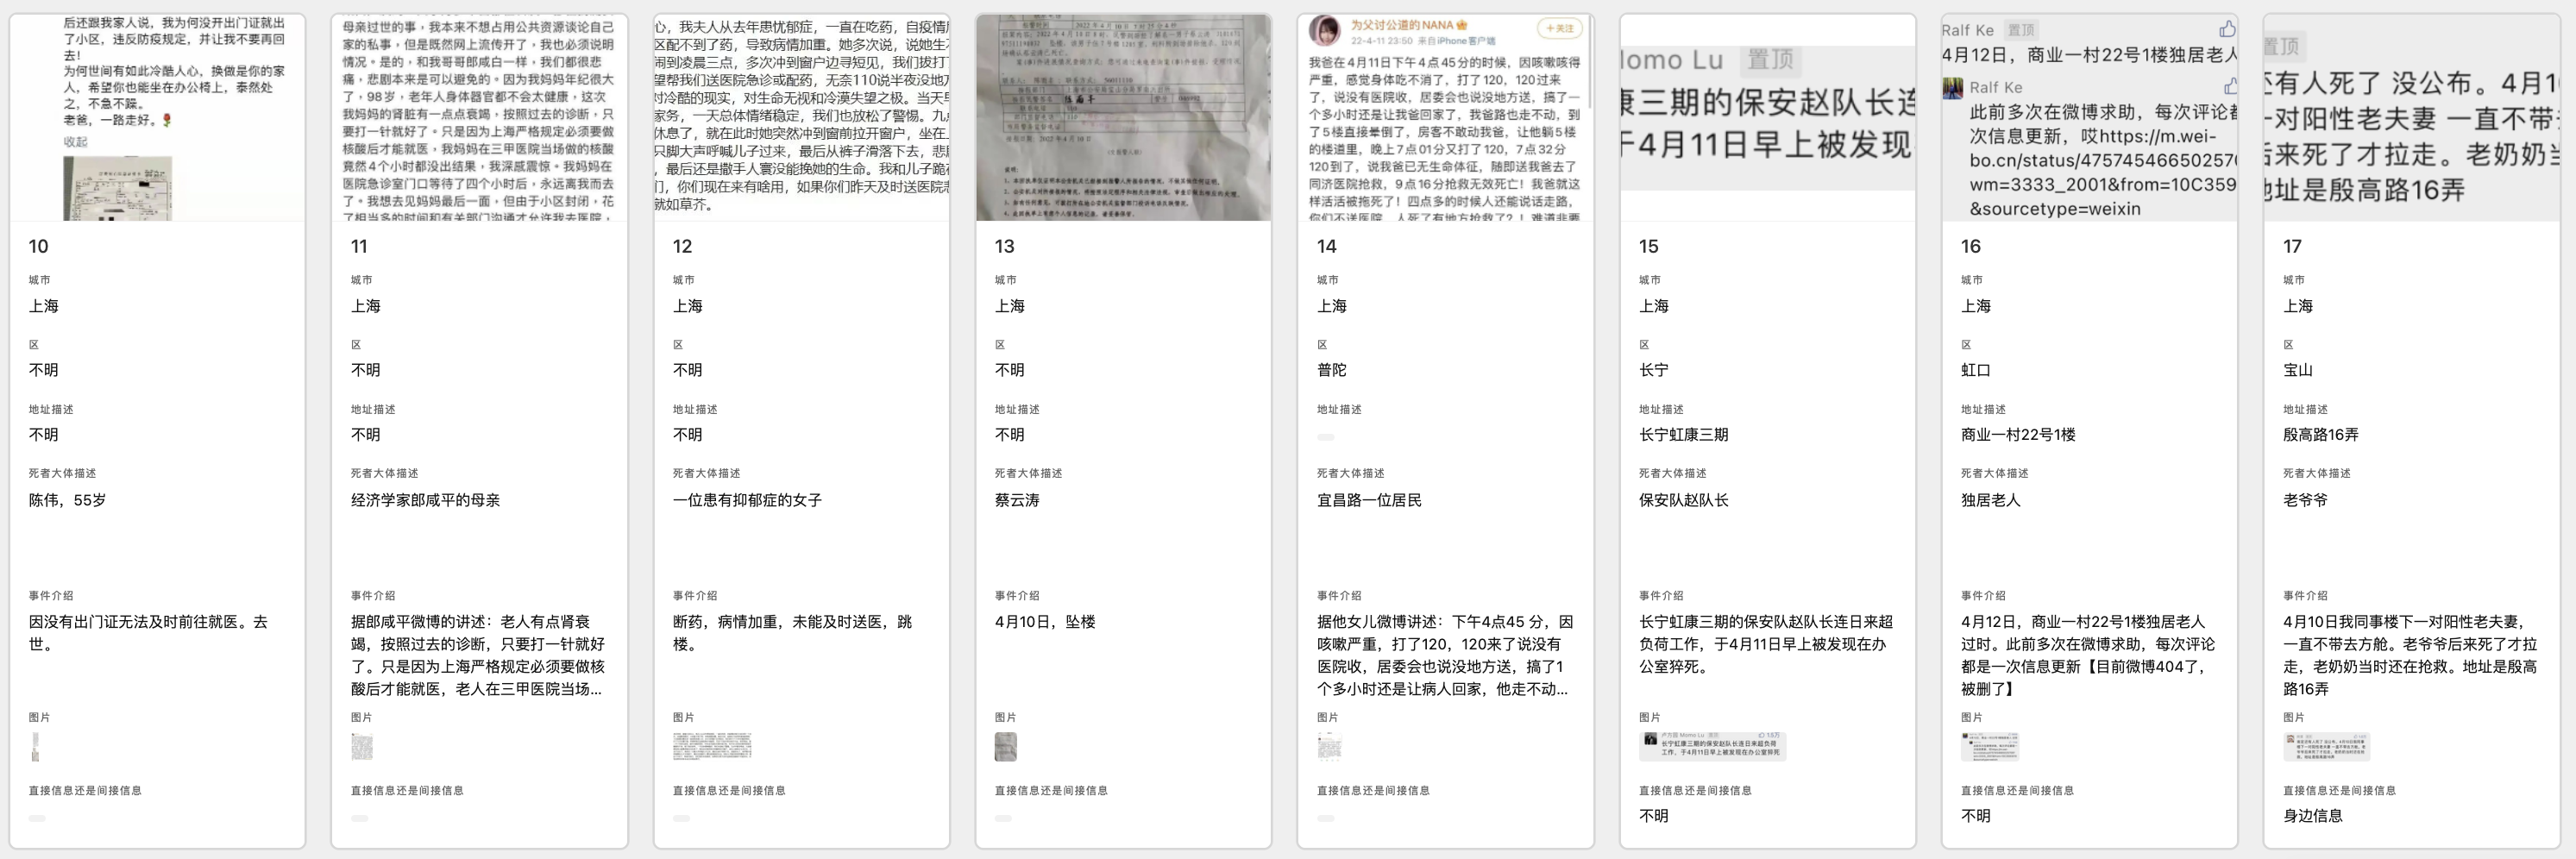 后还跟我家人说，我为何没开出门证就出
了小区，违反防疫规定，并让我不要再回
去！
为何世间有如此冷酷人心，换做是你的家
人，希望你也能坐在办公椅上，泰然处
之，不急不躁。
老爸，一路走好。🌹
收起
10
城市
上海
区
不明
地址描述
不明
死者大体描述
陈伟，55岁
事件介绍
因没有出门证无法及时前往就医。去
世。
图片
直接信息还是间接信息
母亲过世的事，我本来不想占用公共资源谈论自己
家的私事，但是既然网上流传开了，我也必须说明
情况。是的，和我哥哥郎咸白一样，我们都很悲
痛，悲剧本来是可以避免的。因为我妈妈年纪很大
了，98岁，老年人身体器官都不会太健康，这次
我妈妈的肾脏有一点点衰竭，按照过去的诊断，只
要打一针就好了。只是因为上海严格规定必须要做
核酸后才能就医，我妈妈在三甲医院当场做的核酸
竟然4个小时都没出结果，我深感震惊。我妈妈在
医院急诊室门口等待了四个小时后，永远离我而去
了。我想去见妈妈最后一面，但由于小区封闭，花
了相当多的时间和有关部门沟通才允许我去医院，
11
城市
上海
区
不明
地址描述
不明
死者大体描述
经济学家郎咸平的母亲
事件介绍
据郎咸平微博的讲述：老人有点肾衰
竭，按照过去的诊断，只要打一针就好
了。只是因为上海严格规定必须要做核
酸后才能就医，老人在三甲医院当场...
图片
直接信息还是间接信息
心，我夫人从去年患忧郁症，一直在吃药，自疫情
区配不到了药，导致病情加重。她多次说，说她生
闹到凌晨三点，多次冲到窗户边寻短见，我们拨打
望帮我们送医院急诊或配药，无奈110说半夜没地
寸冷酷的现实，对生命无视和冷漠失望之极。当天
家务，一天总体情绪稳定，我们也放松了警惕。九
休息了，就在此时她突然冲到窗前拉开窗户，坐在
只脚大声呼喊儿子过来，最后从裤子滑落下去，悲
，最后还是撤手人寰没能挽她的生命。我和儿子跪
们，你们现在来有啥用，如果你们昨天及时送医院
就如草芥。
12
城市
上海
区
不明
地址描述
不明
死者大体描述
一位患有抑郁症的女子
事件介绍
断药，病情加重，未能及时送医，跳
楼。
图片
直接信息还是间接信息
13
城市
上海
区
不明
地址描述
不明
死者大体描述
蔡云涛
事件介绍
4月10日，坠楼
图片
直接信息还是间接信息
为父讨公道的NANA
+关注
22-4-11 23:50 来自iPhone客户端
我爸在4月11日下午4点45分的时候，因咳嗽咳得
严重，感觉身体吃不消了，打了120，120过来
了，说没有医院收，居委会也说没地方送，搞了一
个多小时还是让我爸回家了，我爸路也走不动，到
了5楼直接晕倒了，房客不敢动我爸，让他躺5楼
的楼道里，晚上7点01分又打了120，7点32分
120到了，说我爸已无生命体征，随即送我爸去了
同济医院抢救，9点16分抢救无效死亡！我爸就这
样活活被拖死了！四点多的时候人还能说话走路，
你们不送医院，人死了有地方抢救了？！难道非要
14
城市
上海
区
普陀
地址描述
死者大体描述
宜昌路一位居民
事件介绍
据他女儿微博讲述：下午4点45 分，因
咳嗽严重，打了120，120来了说没有
医院收，居委会也说没地方送，搞了1
个多小时还是让病人回家，他走不动...
图片
直接信息还是间接信息
Momo Lu 置顶
康三期的保安赵队长连
于4月11日早上被发现
15
城市
上海
区
长宁
地址描述
长宁虹康三期
死者大体描述
保安队赵队长
事件介绍
长宁虹康三期的保安赵队长连日来超
负荷工作，于4月11日早上被发现在办
公室猝死。
图片
长宁虹康三期的保安赵队长连日来超负荷
工作，于4月11日早上被发现在办公室猝死
直接信息还是间接信息
不明
Ralf Ke 置顶
4月12日，商业一村22号1楼独居老人
Ralf Ke
此前多次在微博求助，每次评论都
次信息更新，哎https://m.wei-
bo.cn/status/475745466502576
wm=3333_2001&from=10C359
&sourcetype=weixin
16
城市
上海
区
虹口
地址描述
商业一村22号1楼
死者大体描述
独居老人
事件介绍
4月12日，商业一村22号1楼独居老人
过时。此前多次在微博求助，每次评论
都是一次信息更新【目前微博404了，
被删了】
图片
直接信息还是间接信息
不明
置顶
还有人死了 没公布。4月1
一对阳性老夫妻 一直不带
后来死了才拉走。老奶奶当
地址是殷高路16弄
17
城市
上海
区
宝山
地址描述
殷高路16弄
死者大体描述
老爷爷
事件介绍
4月10日我同事楼下一对阳性老夫妻，
一直不带去方舱。老爷爷后来死了才拉
走，老奶奶当时还在抢救。地址是殷高
路16弄
图片
直接信息还是间接信息
身边信息